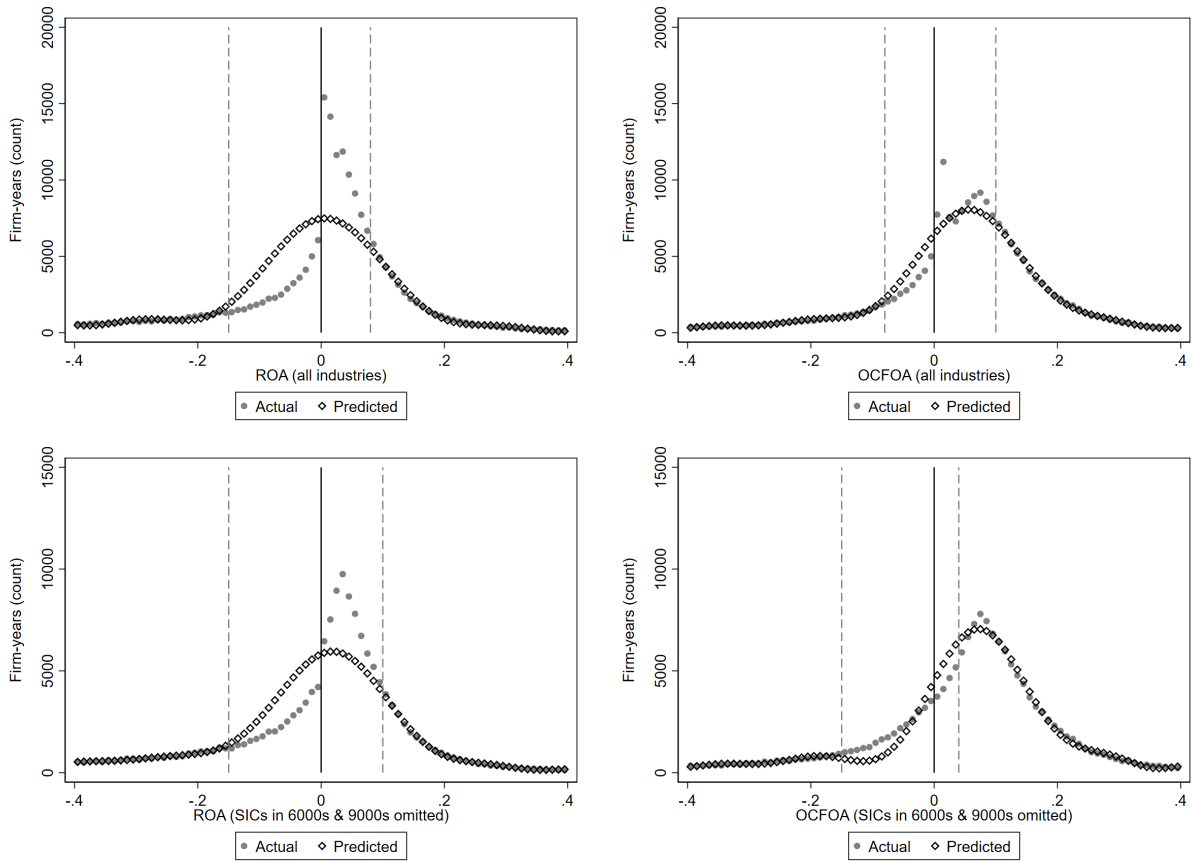 Firm-years (count)
20000
15000
10000
5000
0
-.4 -.2 0 .2 .4
ROA (all industries)
Actual Predicted
Firm-years (count)
20000
15000
10000
5000
0
-.4 -.2 0 .2 .4
OCFOA (all industries)
Actual Predicted
Firm-years (count)
15000
10000
5000
0
-.4 -.2 0 .2 .4
ROA (SICs in 6000s & 9000s omitted)
Actual Predicted
Firm-years (count)
15000
10000
5000
0
-.4 -.2 0 .2 .4
OCFOA (SICs in 6000s & 9000s omitted)
Actual Predicted